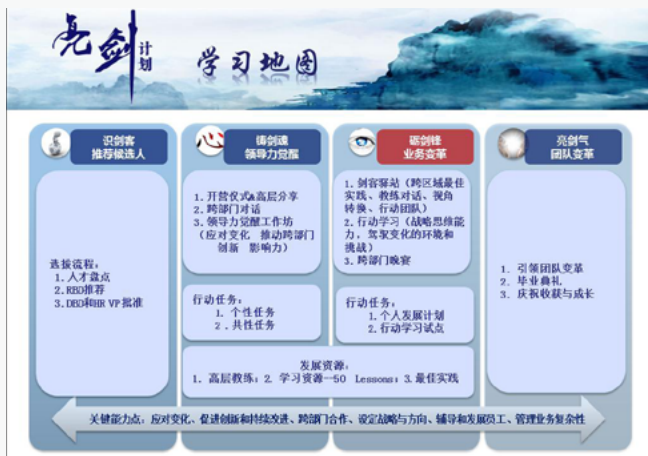 亮剑计划
学习地图
识剑客
推荐候选人
选拔流程：
1. 人才盘点
2. RBD推荐
3. DBD和HR VP批准
心
铸剑魂
领导力觉醒
1. 开营仪式&高层分享
2. 跨部门对话
3. 领导力觉醒工作坊
（应对变化 推动跨部门
创新 影响力）
行动任务：
1. 个性任务
2. 共性任务
砺剑锋
业务变革
1. 剑客驿站（跨区域最佳
实践、教练对话、视角
转换、行动团队）
2. 行动学习（战略思维能
力，驾驭变化的环境和
挑战）
3. 跨部门晚宴
行动任务：
1. 个人发展计划
2. 行动学习试点
亮剑气
团队变革
1. 引领团队变革
2. 毕业典礼
3. 庆祝收获与成长
发展资源：
1. 高层教练；2. 学习资源--50 Lessons；3. 最佳实践
关键能力点：应对变化、促进创新和持续改进、跨部门合作、设定战略与方向、辅导和发展员工、管理业务复杂性